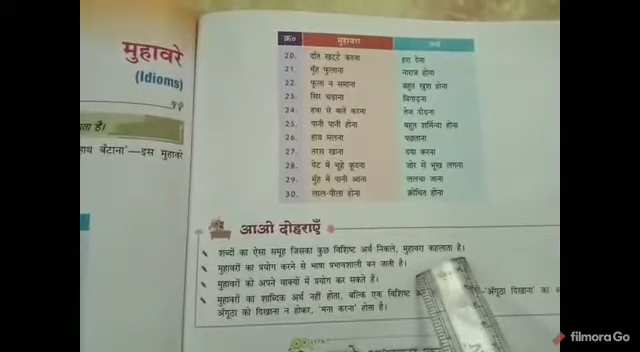 मुहावरे
(Idioms)
११
ता है।
हाथ बँटाना'—इस मुहावरे
क्र० मुहावरा अर्थ
20. दाँत खट्टे करना हरा देना
21. मुँह फुलाना नाराज होना
22. फूला न समाना बहुत खुश होना
23. सिर चढ़ाना बिगाड़ना
24. हवा से बातें करना तेज दौड़ना
25. पानी पानी होना बहुत शर्मिन्दा होना
26. हाथ मलना पछताना
27. तरस खाना दया करना
28. पेट में चूहे कूदना जोर से भूख लगना
29. मुँह में पानी आना ललचा जाना
30. लाल-पीला होना क्रोधित होना
आओ दोहराएँ
शब्दों का ऐसा समूह जिसका कुछ विशिष्ट अर्थ निकले, मुहावरा कहलाता है।
मुहावरों का प्रयोग करने से भाषा प्रभावशाली बन जाती है।
मुहावरों को अपने वाक्यों में प्रयोग कर सकते हैं।
मुहावरों का शाब्दिक अर्थ नहीं होता, बल्कि एक विशिष्ट 'अँगूठा दिखाना' का
अँगूठा को दिखाना न होकर, 'मना करना' होता है।
filmoraGo